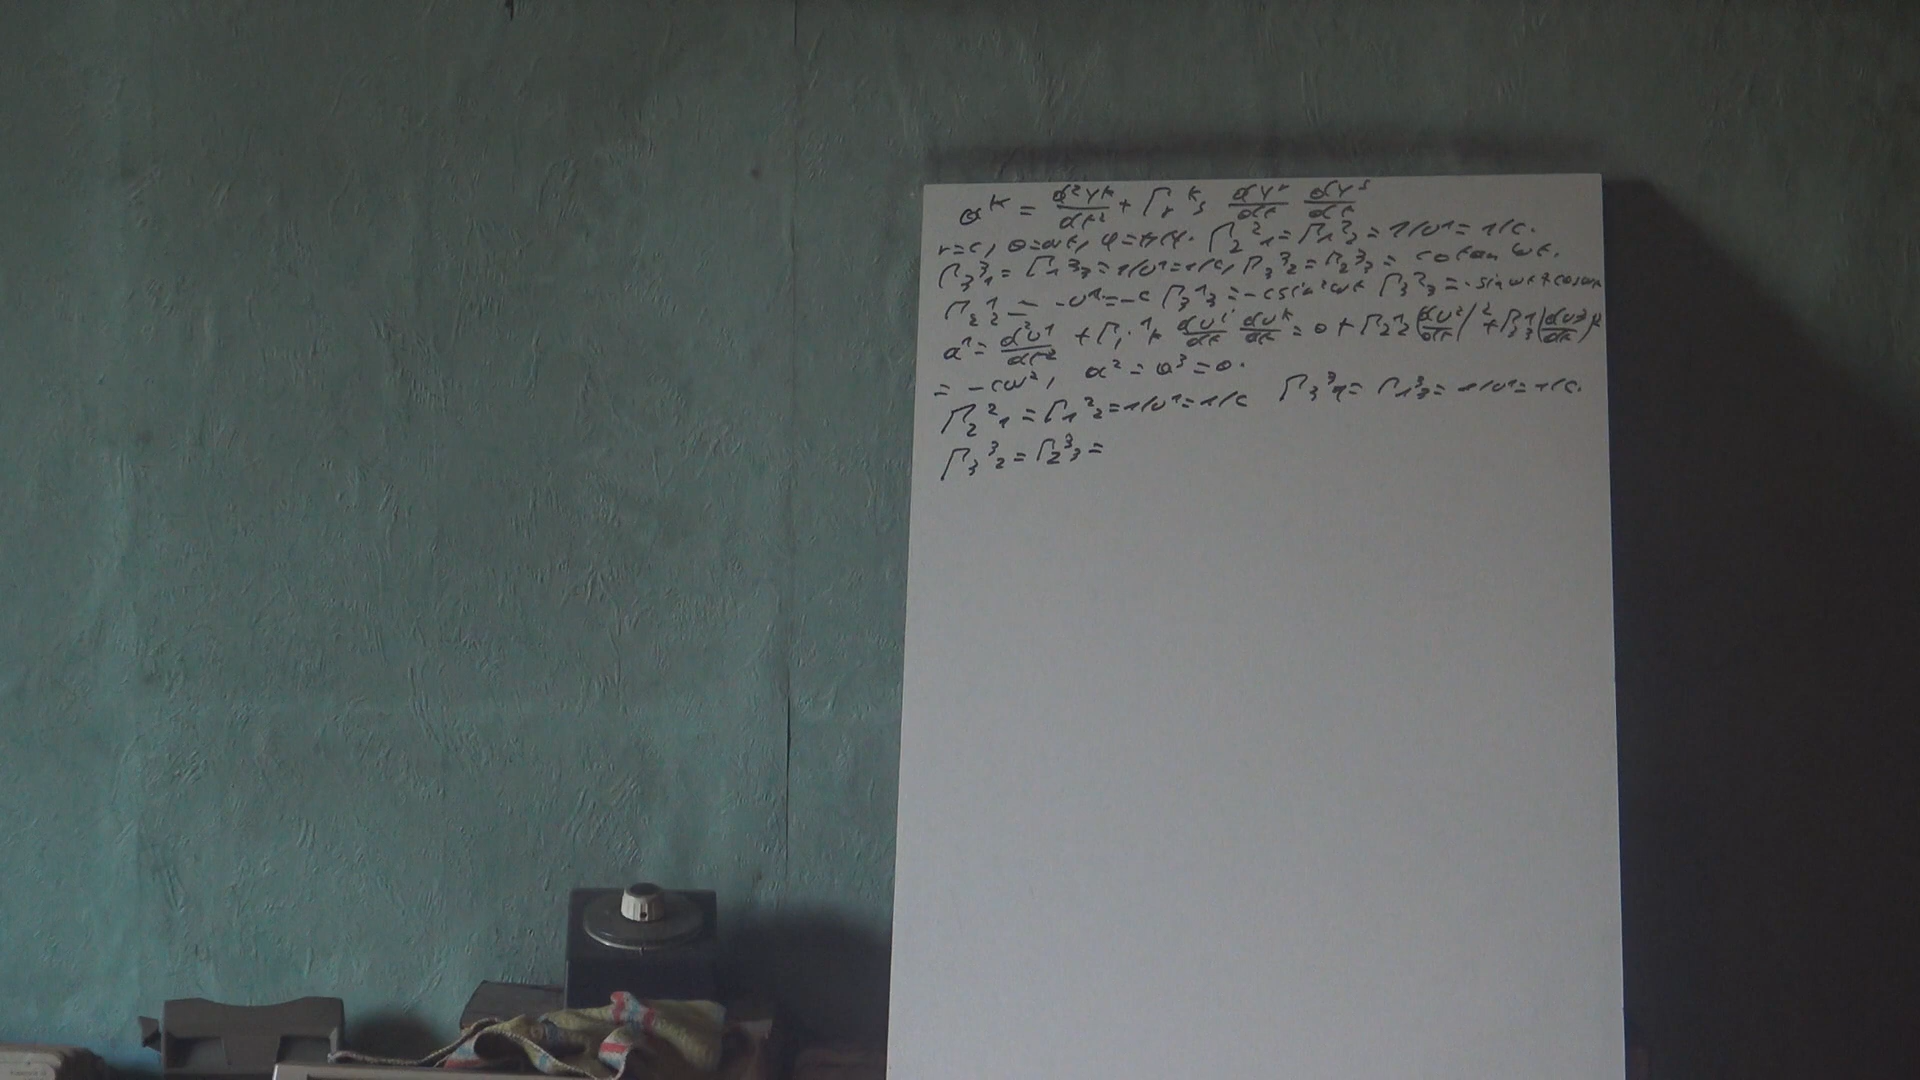 a^k = d²y^k/dt² + Γ_r^k_s dy^r/dt dy^s/dt
r=c, θ=ωt, φ=π/4. Γ_2^2_1 = Γ_1^2_2 = 1/u^1 = 1/c.
Γ_3^3_1 = Γ_1^3_3 = 1/u^1 = 1/c, Γ_3^3_2 = Γ_2^3_3 = cotan ωt.
Γ_2^1_2 = -u^1 = -c Γ_3^1_3 = -c sin²ωt Γ_3^2_3 = -sin ωt × cos ωt
a^1 = d²u^1/dt² + Γ_i^1_k du^i/dt du^k/dt = 0 + Γ_2^1_2 (du²/dt)² + Γ_3^1_3 (du³/dt)²
= -cω², a² = a³ = 0.
Γ_2^2_1 = Γ_1^2_2 = 1/u^1 = 1/c Γ_3^3_1 = Γ_1^3_3 = 1/u^1 = 1/c.
Γ_3^3_2 = Γ_2^3_3 =